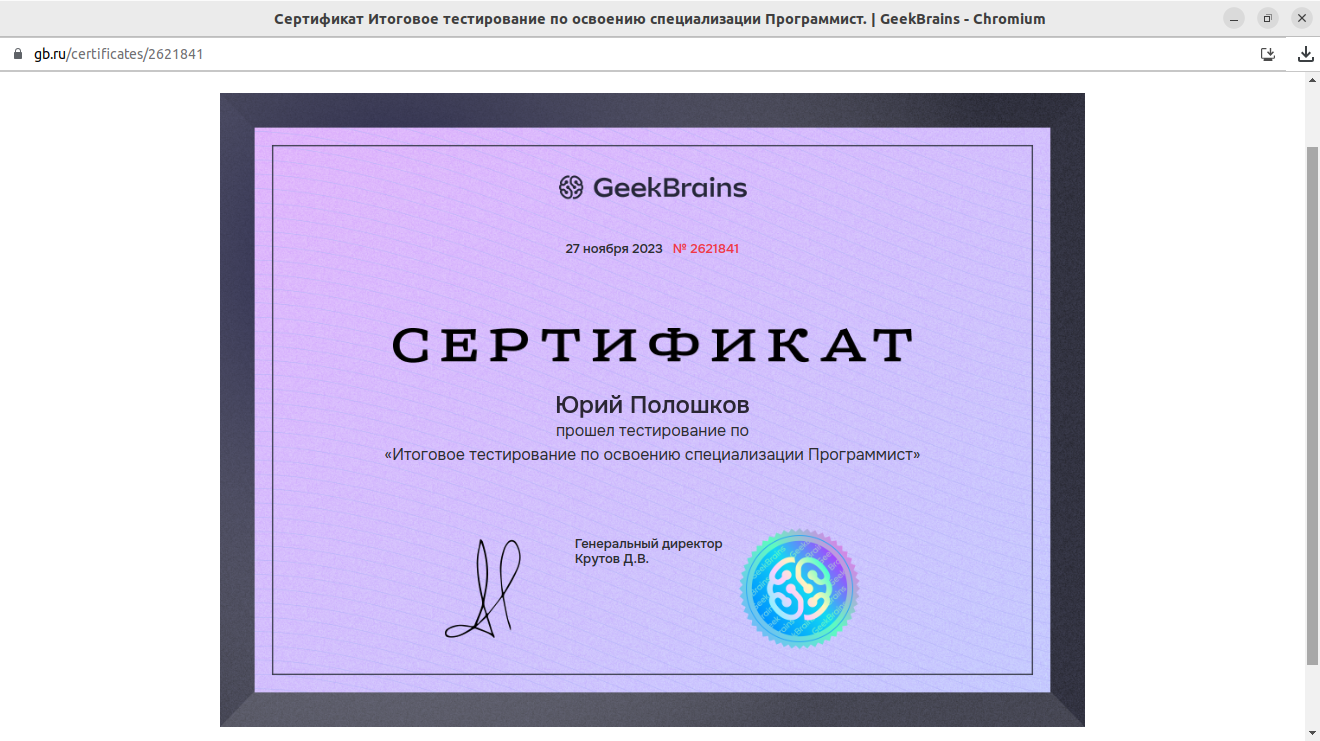 Сертификат Итоговое тестирование по освоению специализации Программист. | GeekBrains - Chromium
gb.ru/certificates/2621841
GeekBrains
27 ноября 2023 № 2621841
СЕРТИФИКАТ
Юрий Полошков
прошел тестирование по
«Итоговое тестирование по освоению специализации Программист»
Генеральный директор
Крутов Д.В.